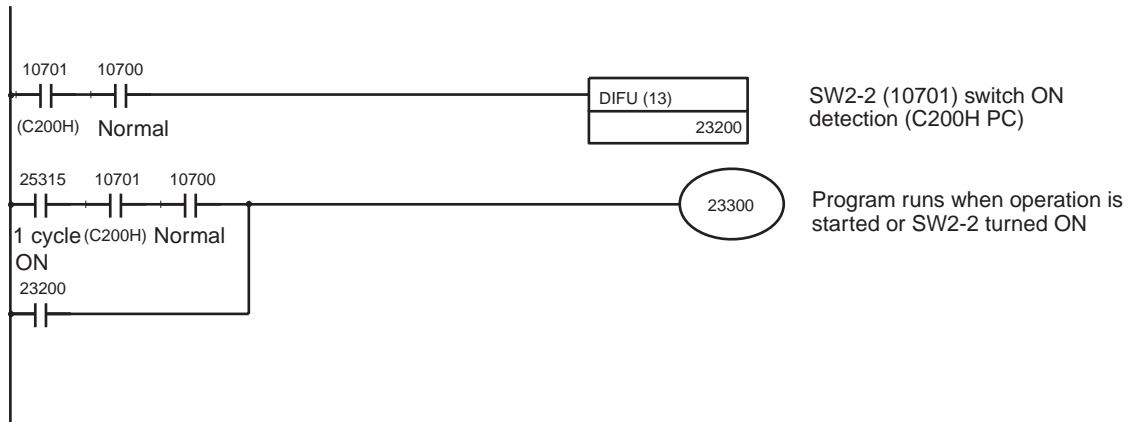 10701 10700
DIFU (13)
23200
(C200H) Normal
SW2-2 (10701) switch ON
detection (C200H PC)
25315 10701 10700
23300
1 cycle (C200H) Normal
ON
Program runs when operation is
started or SW2-2 turned ON
23200